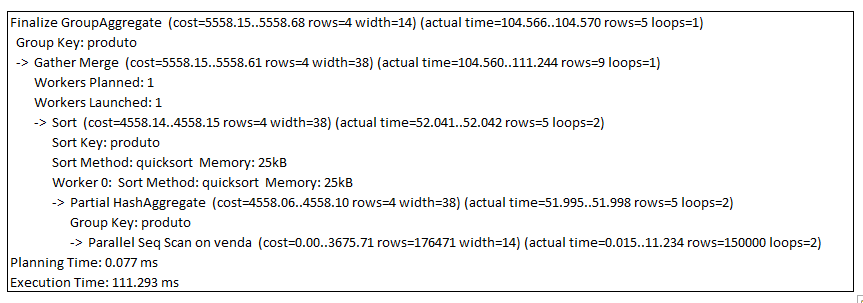 Finalize GroupAggregate (cost=5558.15..5558.68 rows=4 width=14) (actual time=104.566..104.570 rows=5 loops=1)
Group Key: produto
-> Gather Merge (cost=5558.15..5558.61 rows=4 width=38) (actual time=104.560..111.244 rows=9 loops=1)
Workers Planned: 1
Workers Launched: 1
-> Sort (cost=4558.14..4558.15 rows=4 width=38) (actual time=52.041..52.042 rows=5 loops=2)
Sort Key: produto
Sort Method: quicksort Memory: 25kB
Worker 0: Sort Method: quicksort Memory: 25kB
-> Partial HashAggregate (cost=4558.06..4558.10 rows=4 width=38) (actual time=51.995..51.998 rows=5 loops=2)
Group Key: produto
-> Parallel Seq Scan on venda (cost=0.00..3675.71 rows=176471 width=14) (actual time=0.015..11.234 rows=150000 loops=2)
Planning Time: 0.077 ms
Execution Time: 111.293 ms